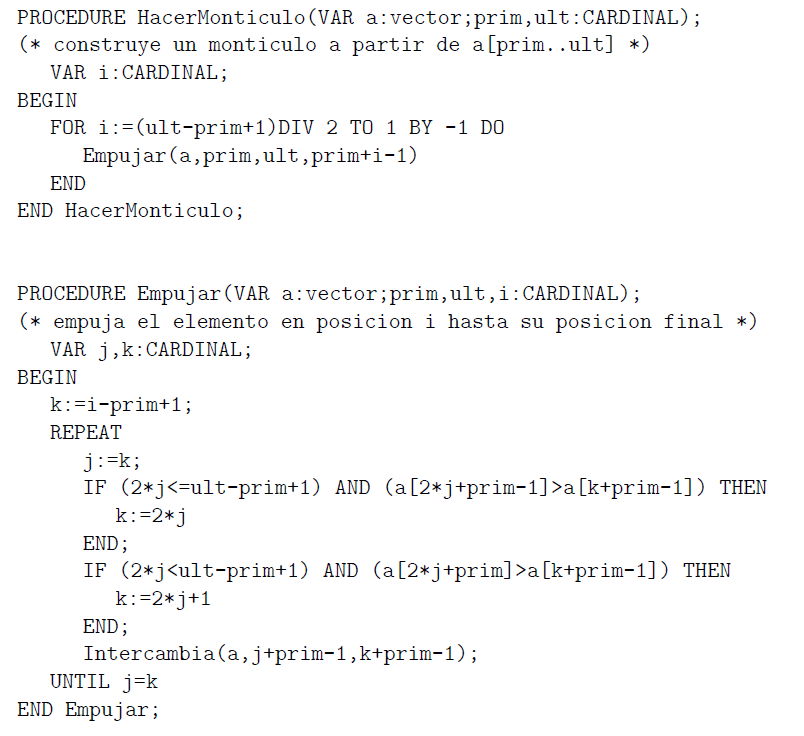 PROCEDURE HacerMonticulo(VAR a:vector;prim,ult:CARDINAL);
(* construye un monticulo a partir de a[prim..ult] *)
VAR i:CARDINAL;
BEGIN
FOR i:=(ult-prim+1)DIV 2 TO 1 BY -1 DO
Empujar(a,prim,ult,prim+i-1)
END
END HacerMonticulo;
PROCEDURE Empujar(VAR a:vector;prim,ult,i:CARDINAL);
(* empuja el elemento en posicion i hasta su posicion final *)
VAR j,k:CARDINAL;
BEGIN
k:=i-prim+1;
REPEAT
j:=k;
IF (2*j<=ult-prim+1) AND (a[2*j+prim-1]>a[k+prim-1]) THEN
k:=2*j
END;
IF (2*j<ult-prim+1) AND (a[2*j+prim]>a[k+prim-1]) THEN
k:=2*j+1
END;
Intercambia(a,j+prim-1,k+prim-1);
UNTIL j=k
END Empujar;